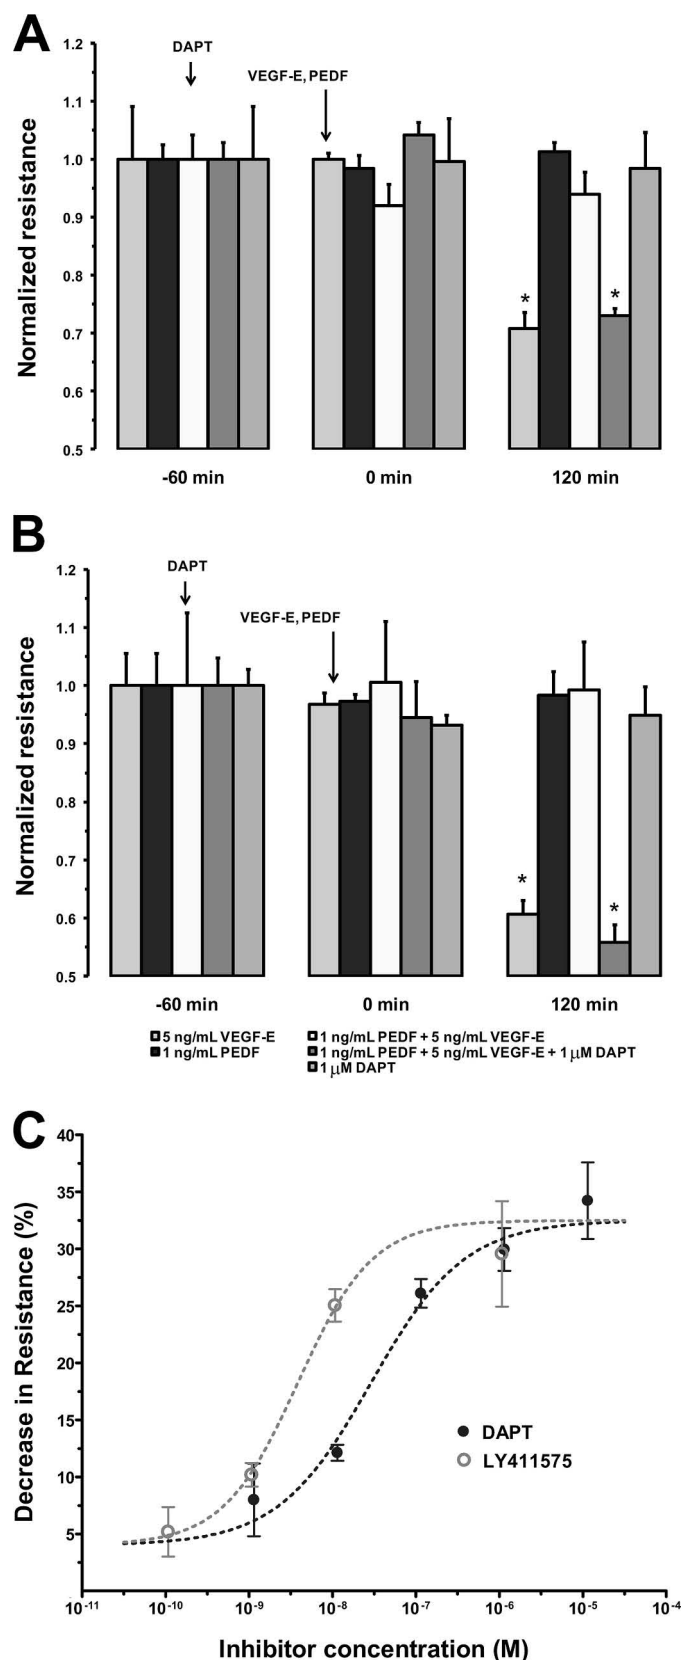 A
DAPT
VEGF-E, PEDF
1.2
1.1
1.0
0.9
0.8
0.7
0.6
0.5
Normalized resistance
* *
-60 min 0 min 120 min
B
DAPT
VEGF-E, PEDF
1.2
1.1
1.0
0.9
0.8
0.7
0.6
0.5
Normalized resistance
* *
-60 min 0 min 120 min
5 ng/mL VEGF-E 1 ng/mL PEDF + 5 ng/mL VEGF-E
1 ng/mL PEDF 1 ng/mL PEDF + 5 ng/mL VEGF-E + 1 μM DAPT
1 μM DAPT
C
40
35
30
25
20
15
10
5
Decrease in Resistance (%)
DAPT
LY411575
10⁻¹¹ 10⁻¹⁰ 10⁻⁹ 10⁻⁸ 10⁻⁷ 10⁻⁶ 10⁻⁵ 10⁻⁴
Inhibitor concentration (M)